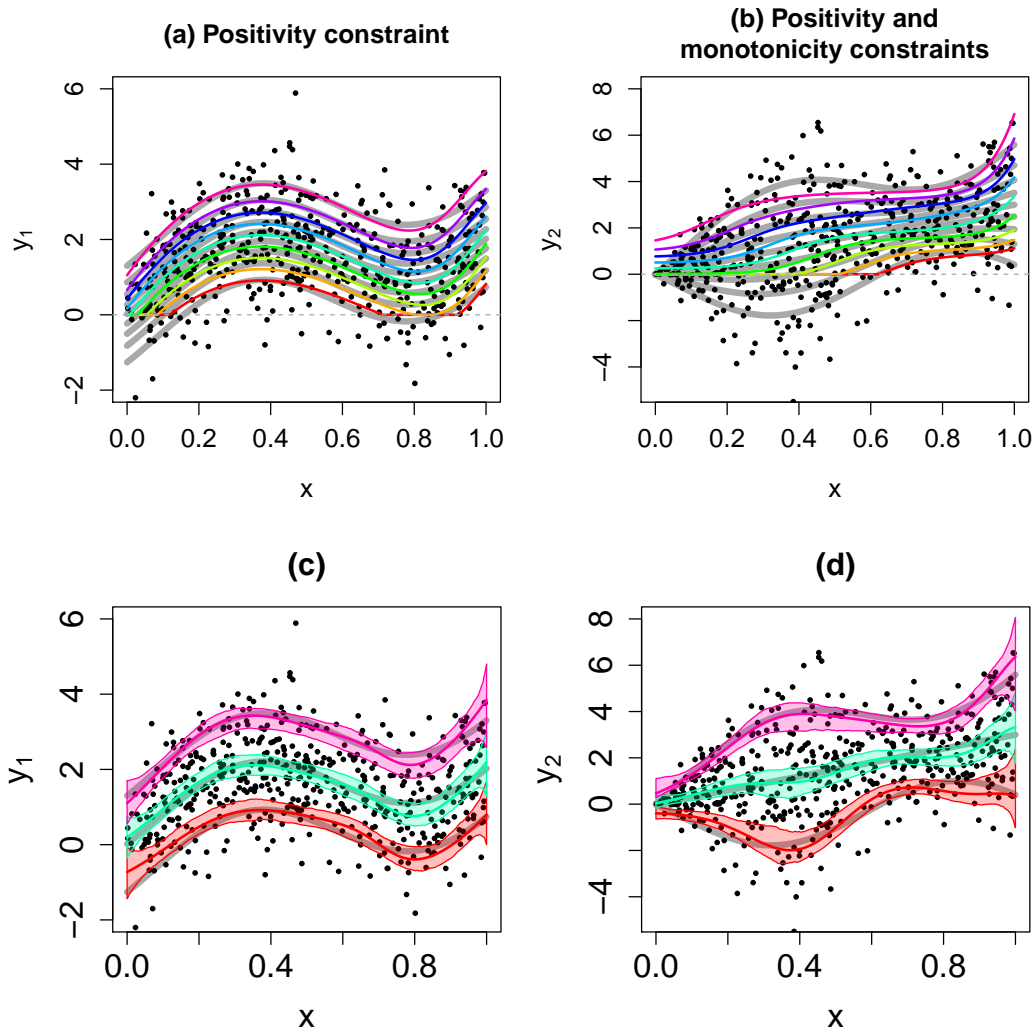 (a) Positivity constraint
6
4
2
0
−2
y1
0.0 0.2 0.4 0.6 0.8 1.0
x
(b) Positivity and
monotonicity constraints
8
6
4
2
0
−4
y2
0.0 0.2 0.4 0.6 0.8 1.0
x
(c)
6
4
2
0
−2
y1
0.0 0.4 0.8
x
(d)
8
6
4
2
0
−4
y2
0.0 0.4 0.8
x